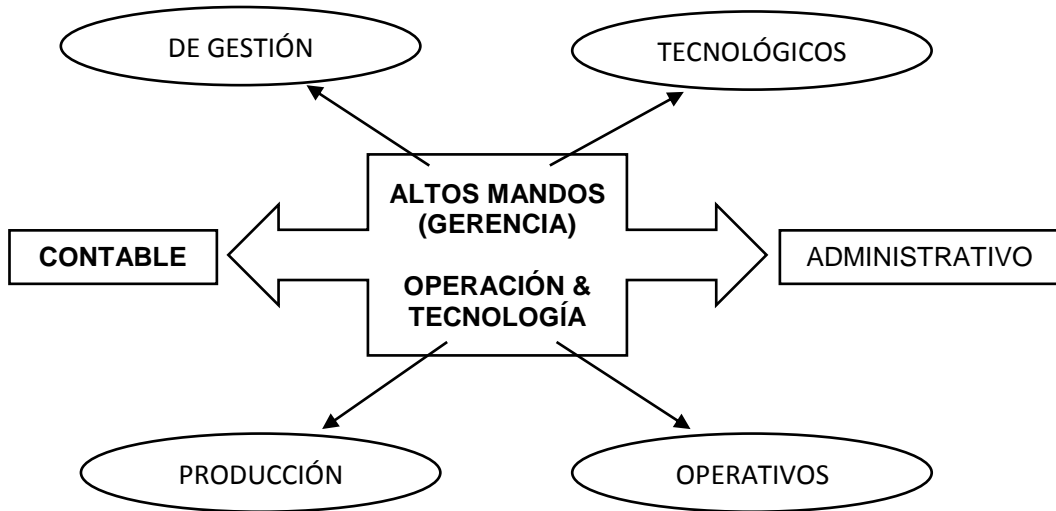 DE GESTIÓN
TECNOLÓGICOS
ALTOS MANDOS
(GERENCIA)
CONTABLE
ADMINISTRATIVO
OPERACIÓN &
TECNOLOGÍA
PRODUCCIÓN
OPERATIVOS